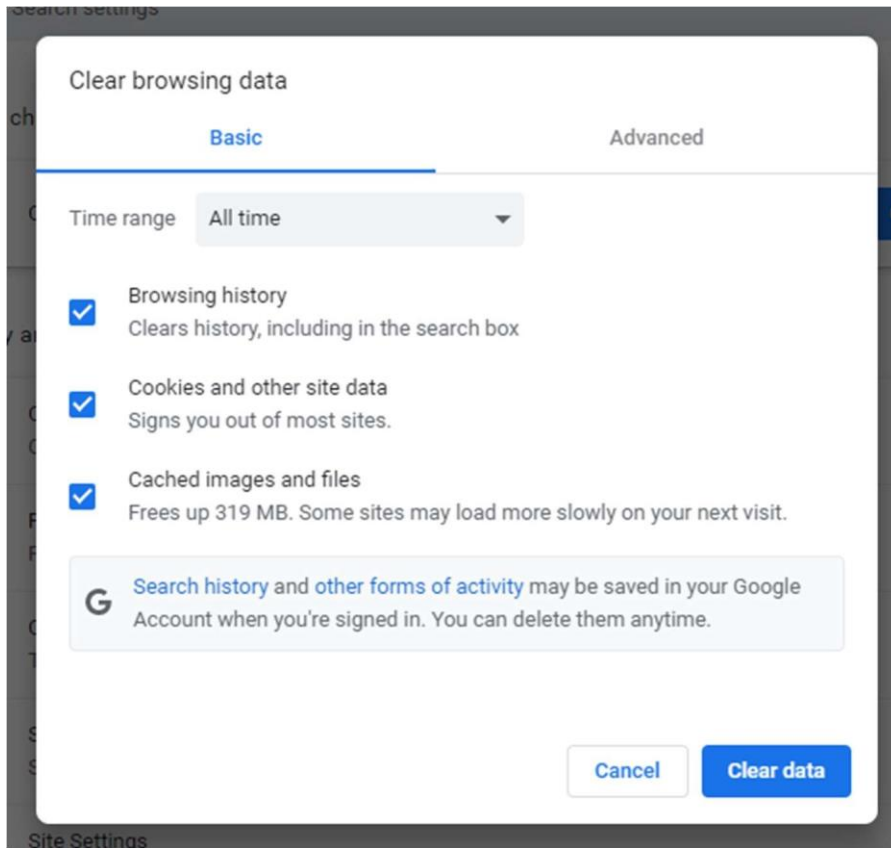 Search settings
Clear browsing data
Basic
Advanced
Time range
All time
Browsing history
Clears history, including in the search box
Cookies and other site data
Signs you out of most sites.
Cached images and files
Frees up 319 MB. Some sites may load more slowly on your next visit.
G
Search history and other forms of activity may be saved in your Google
Account when you're signed in. You can delete them anytime.
Cancel
Clear data
Site Settings